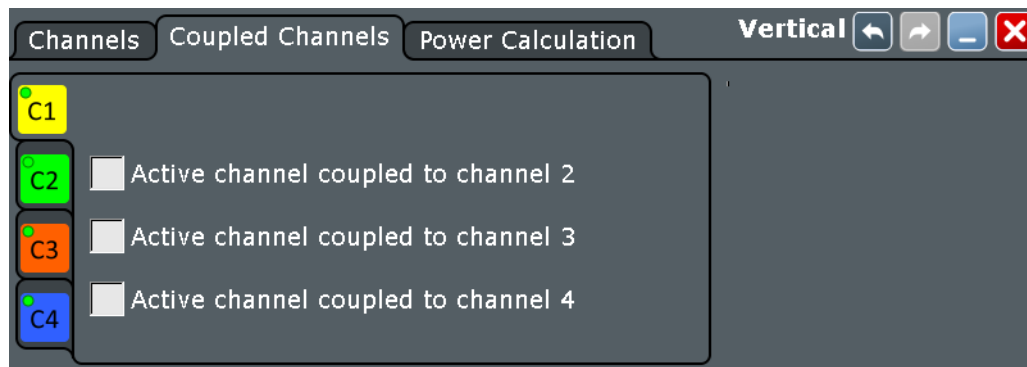 Channels Coupled Channels Power Calculation Vertical
C1
C2 Active channel coupled to channel 2
C3 Active channel coupled to channel 3
C4 Active channel coupled to channel 4